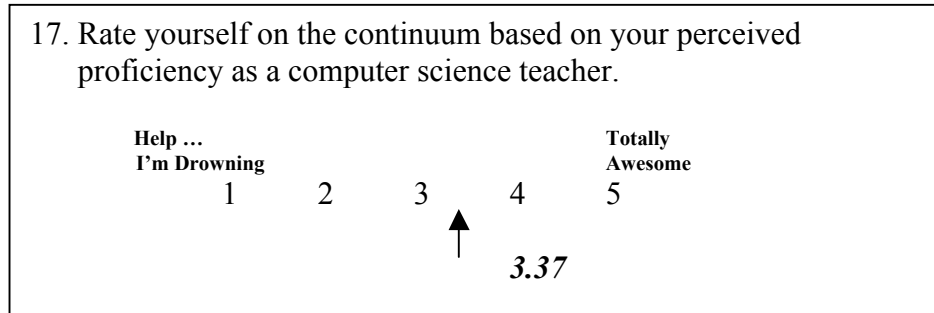 17. Rate yourself on the continuum based on your perceived
proficiency as a computer science teacher.
Help … Totally
I'm Drowning Awesome
1 2 3 4 5
3.37